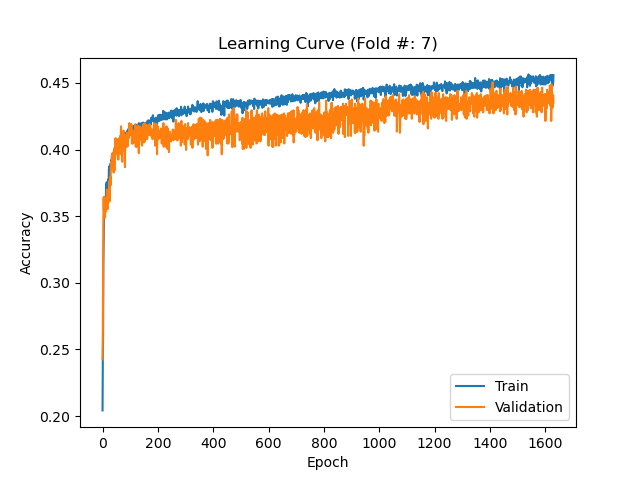 Learning Curve (Fold #: 7)
Accuracy
0.45
0.40
0.35
0.30
0.25
0.20
0 200 400 600 800 1000 1200 1400 1600
Epoch
Train
Validation